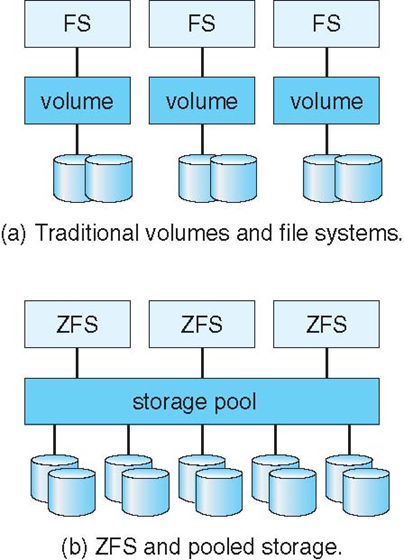 FS FS FS
volume volume volume
(a) Traditional volumes and file systems.
ZFS ZFS ZFS
storage pool
(b) ZFS and pooled storage.